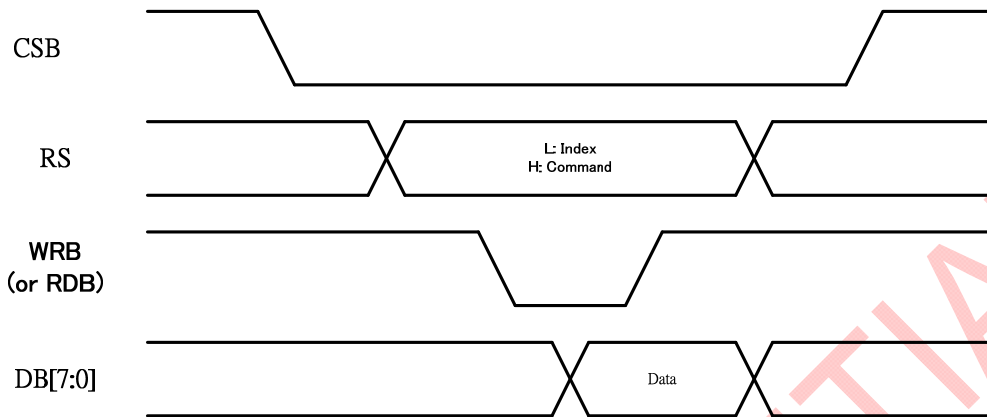 CSB
RS
L: Index
H: Command
WRB
(or RDB)
DB[7:0]
Data